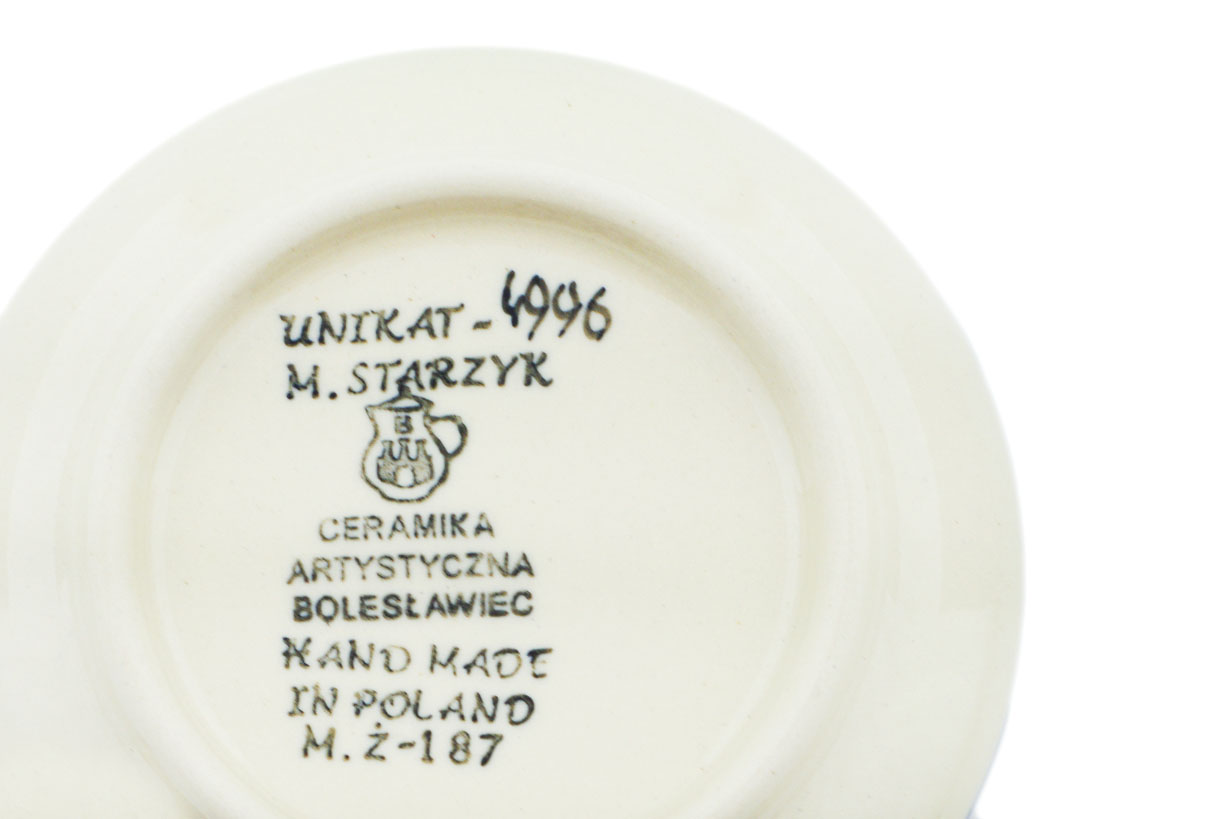 UNIKAT-4996
M. STARZYK
B
CERAMIKA
ARTYSTYCZNA
BOLESŁAWIEC
HAND MADE
IN POLAND
M. Ż-187